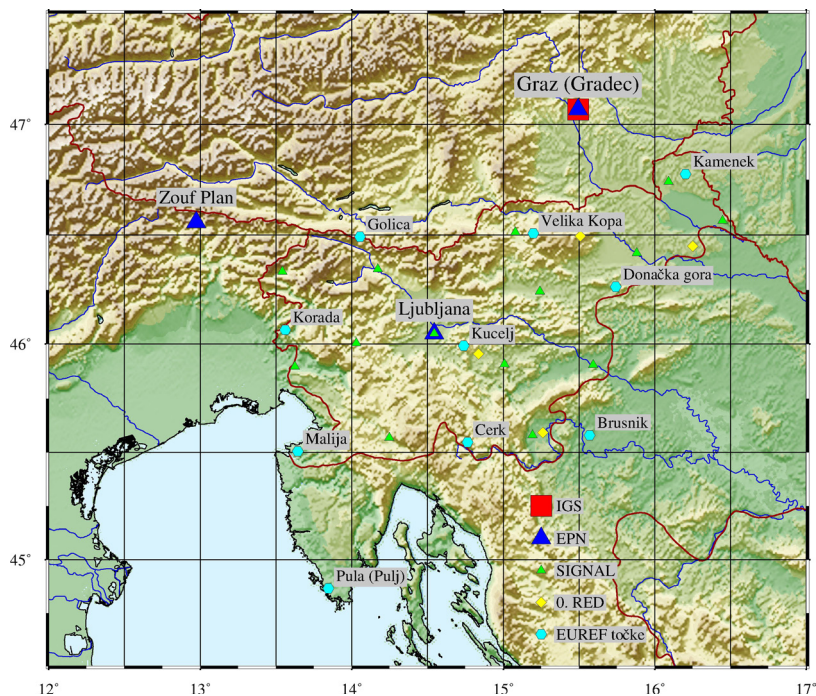 Graz (Gradec)
47°
Kamenek
Zouf Plan
Golica
Velika Kopa
Donačka gora
Ljubljana
Korada
Kucelj
46°
Malija
Cerk
Brusnik
IGS
EPN
45°
SIGNAL
Pula (Pulj)
0. RED
EUREF točke
12°
13°
14°
15°
16°
17°